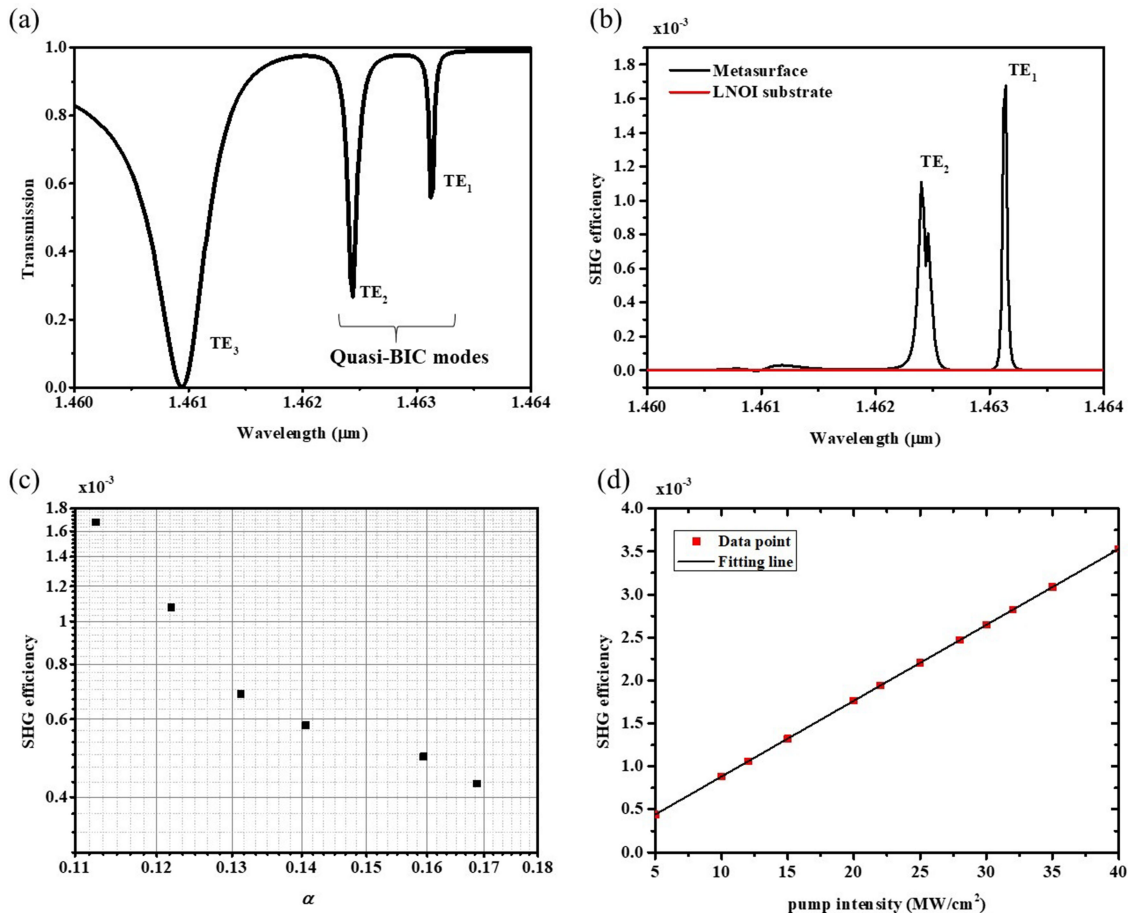 (a)
1.0
0.8
0.6
0.4
0.2
0.0
Transmission
TE3
TE2
TE1
Quasi-BIC modes
1.460 1.461 1.462 1.463 1.464
Wavelength (μm)
(b)
x10-3
1.8
1.6
1.4
1.2
1.0
0.8
0.6
0.4
0.2
0.0
SHG efficiency
Metasurface
LNOI substrate
TE2
TE1
1.460 1.461 1.462 1.463 1.464
Wavelength (μm)
(c)
x10-3
1.8
1.6
1.4
1.2
1
0.8
0.6
0.4
SHG efficiency
0.11 0.12 0.13 0.14 0.15 0.16 0.17 0.18
α
(d)
x10-3
4.0
3.5
3.0
2.5
2.0
1.5
1.0
0.5
0.0
SHG efficiency
Data point
Fitting line
5 10 15 20 25 30 35 40
pump intensity (MW/cm2)